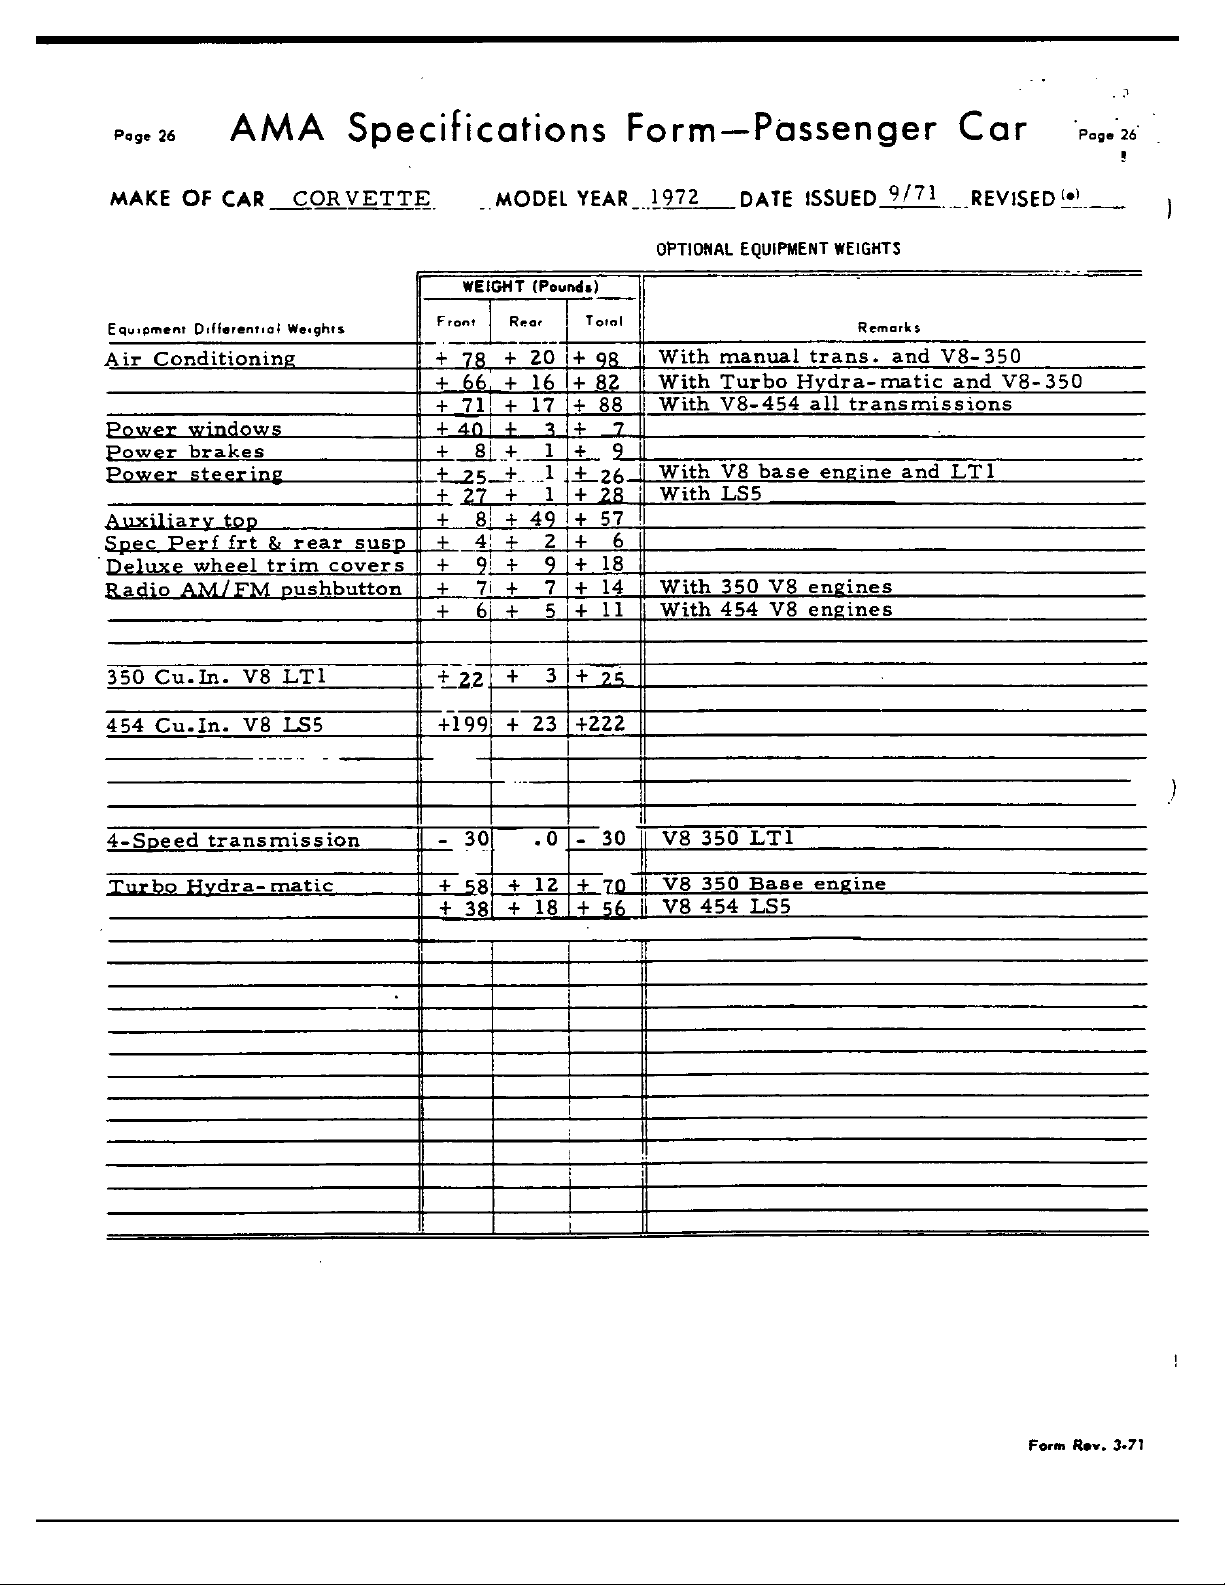 Page 26 AMA Specifications Form—Passenger Car Page 26
MAKE OF CAR CORVETTE MODEL YEAR 1972 DATE ISSUED 9/71 REVISED (•)
OPTIONAL EQUIPMENT WEIGHTS
WEIGHT (Pounds)
Equipment Differential Weights Front Rear Total Remarks
Air Conditioning + 78 + 20 + 98 With manual trans. and V8-350
+ 66 + 16 + 82 With Turbo Hydra-matic and V8-350
+ 71 + 17 + 88 With V8-454 all transmissions
Power windows + 40 + 3 + 7
Power brakes + 8 + 1 + 9
Power steering + 25 + 1 + 26 With V8 base engine and LT1
+ 27 + 1 + 28 With LS5
Auxiliary top + 8 + 49 + 57
Spec Perf frt & rear susp + 4 + 2 + 6
Deluxe wheel trim covers + 9 + 9 + 18
Radio AM/FM pushbutton + 7 + 7 + 14 With 350 V8 engines
+ 6 + 5 + 11 With 454 V8 engines
350 Cu.In. V8 LT1 + 22 + 3 + 25
454 Cu.In. V8 LS5 +199 + 23 +222
4-Speed transmission - 30 .0 - 30 V8 350 LT1
Turbo Hydra-matic + 58 + 12 + 70 V8 350 Base engine
+ 38 + 18 + 56 V8 454 LS5
Form Rev. 3-71